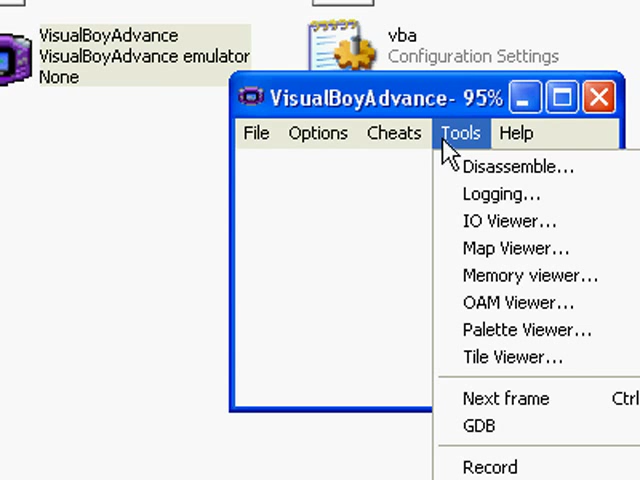 VisualBoyAdvance
VisualBoyAdvance emulator
None
vba
Configuration Settings
VisualBoyAdvance- 95%
File Options Cheats Tools Help
Disassemble...
Logging...
IO Viewer...
Map Viewer...
Memory viewer...
OAM Viewer...
Palette Viewer...
Tile Viewer...
Next frame Ctrl
GDB
Record